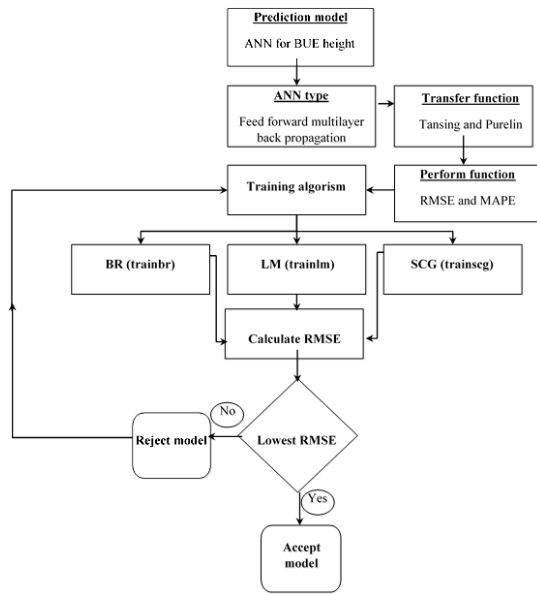 Prediction model
ANN for BUE height
ANN type
Feed forward multilayer
back propagation
Transfer function
Tansing and Purelin
Perform function
RMSE and MAPE
Training algorism
BR (trainbr)
LM (trainlm)
SCG (trainscg)
Calculate RMSE
Lowest RMSE
No
Reject model
Yes
Accept
model